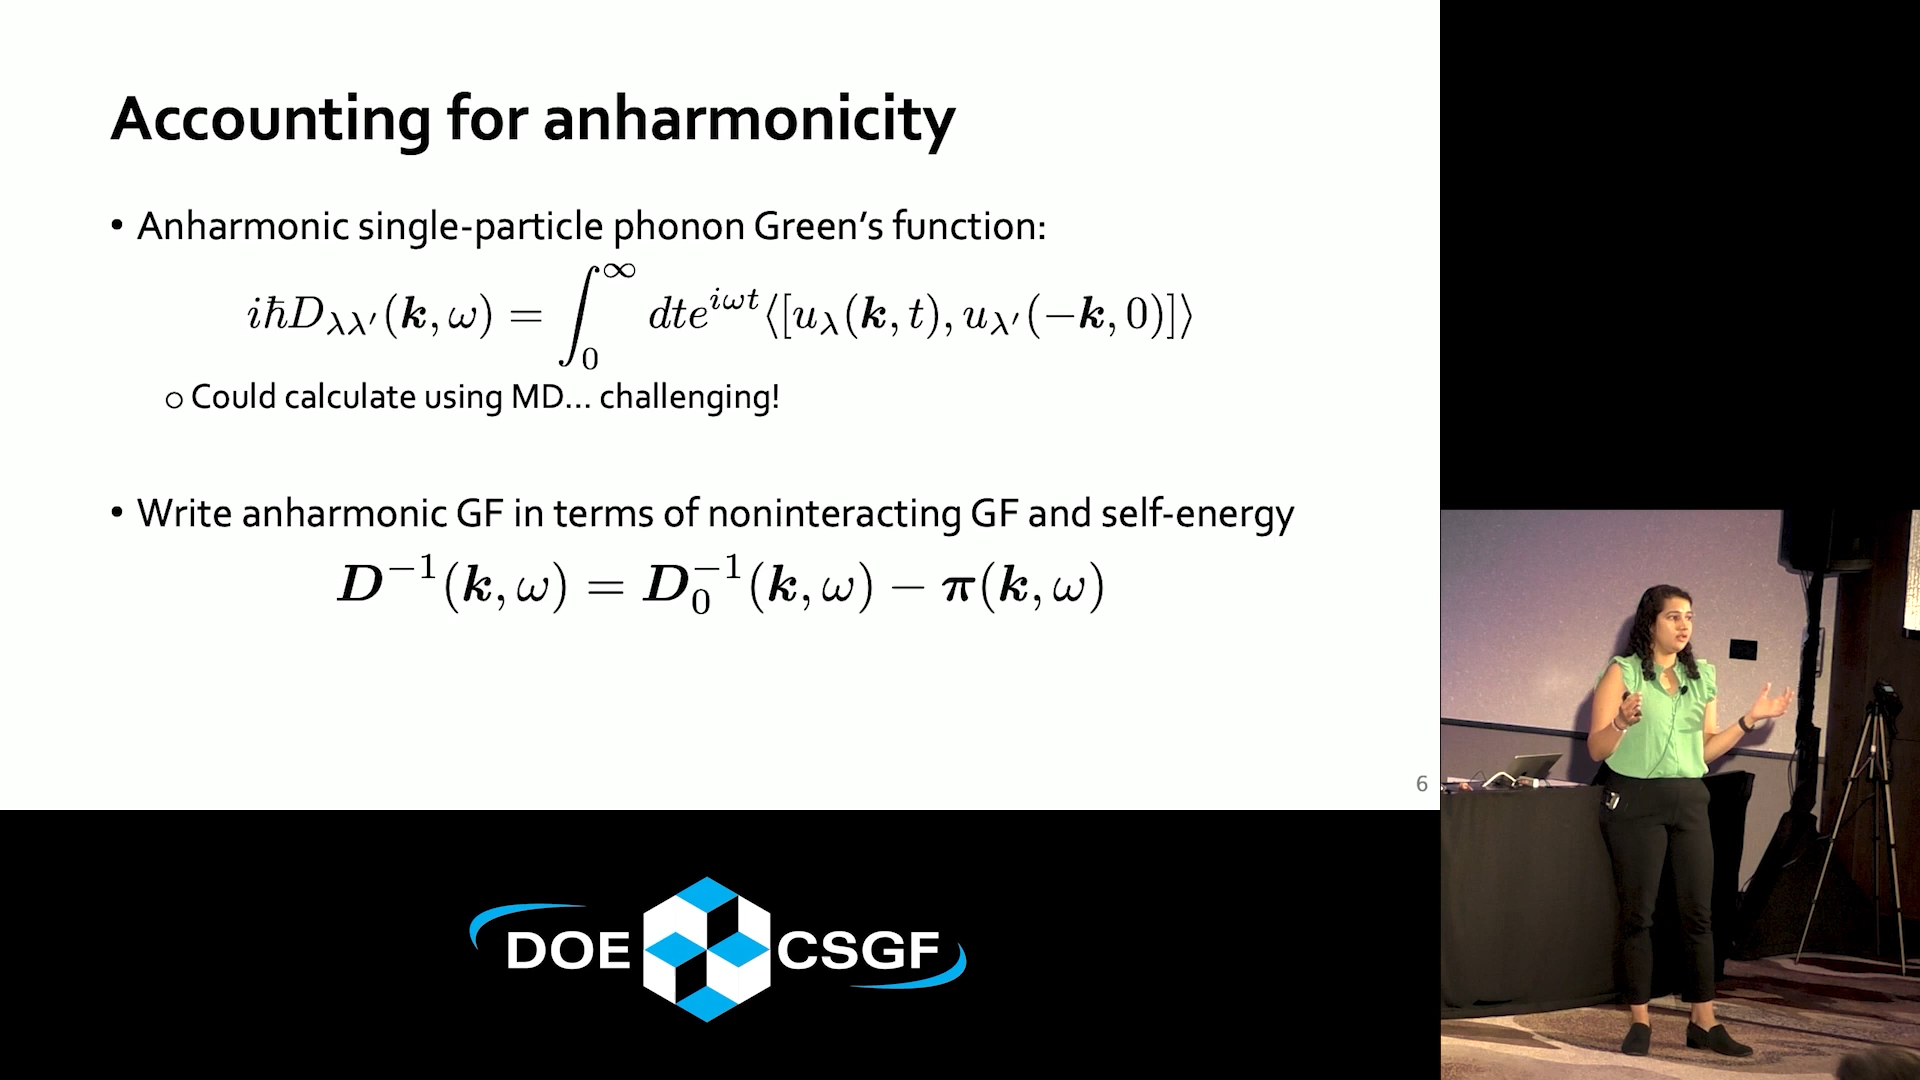 Accounting for anharmonicity
• Anharmonic single-particle phonon Green's function:
iℏD_{λλ′}(k, ω) = ∫_0^∞ dte^{iωt}⟨[u_λ(k, t), u_{λ′}(−k, 0)]⟩
○ Could calculate using MD... challenging!
• Write anharmonic GF in terms of noninteracting GF and self-energy
D^{−1}(k, ω) = D_0^{−1}(k, ω) − π(k, ω)
6
DOE CSGF